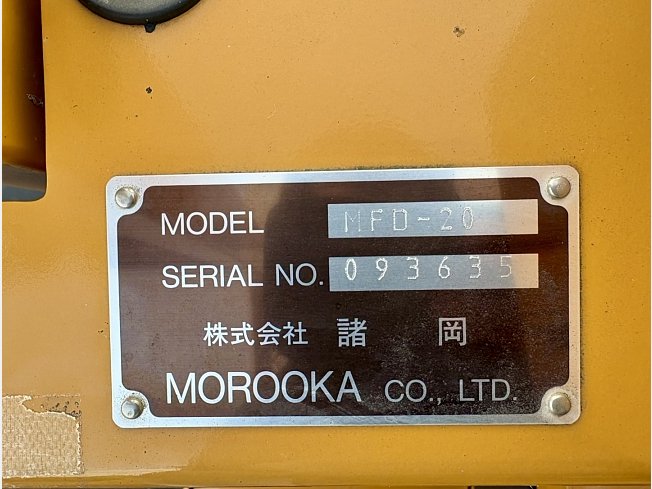 MODEL MFD-20
SERIAL NO. 093635
株式会社 諸 岡
MOROOKA CO., LTD.